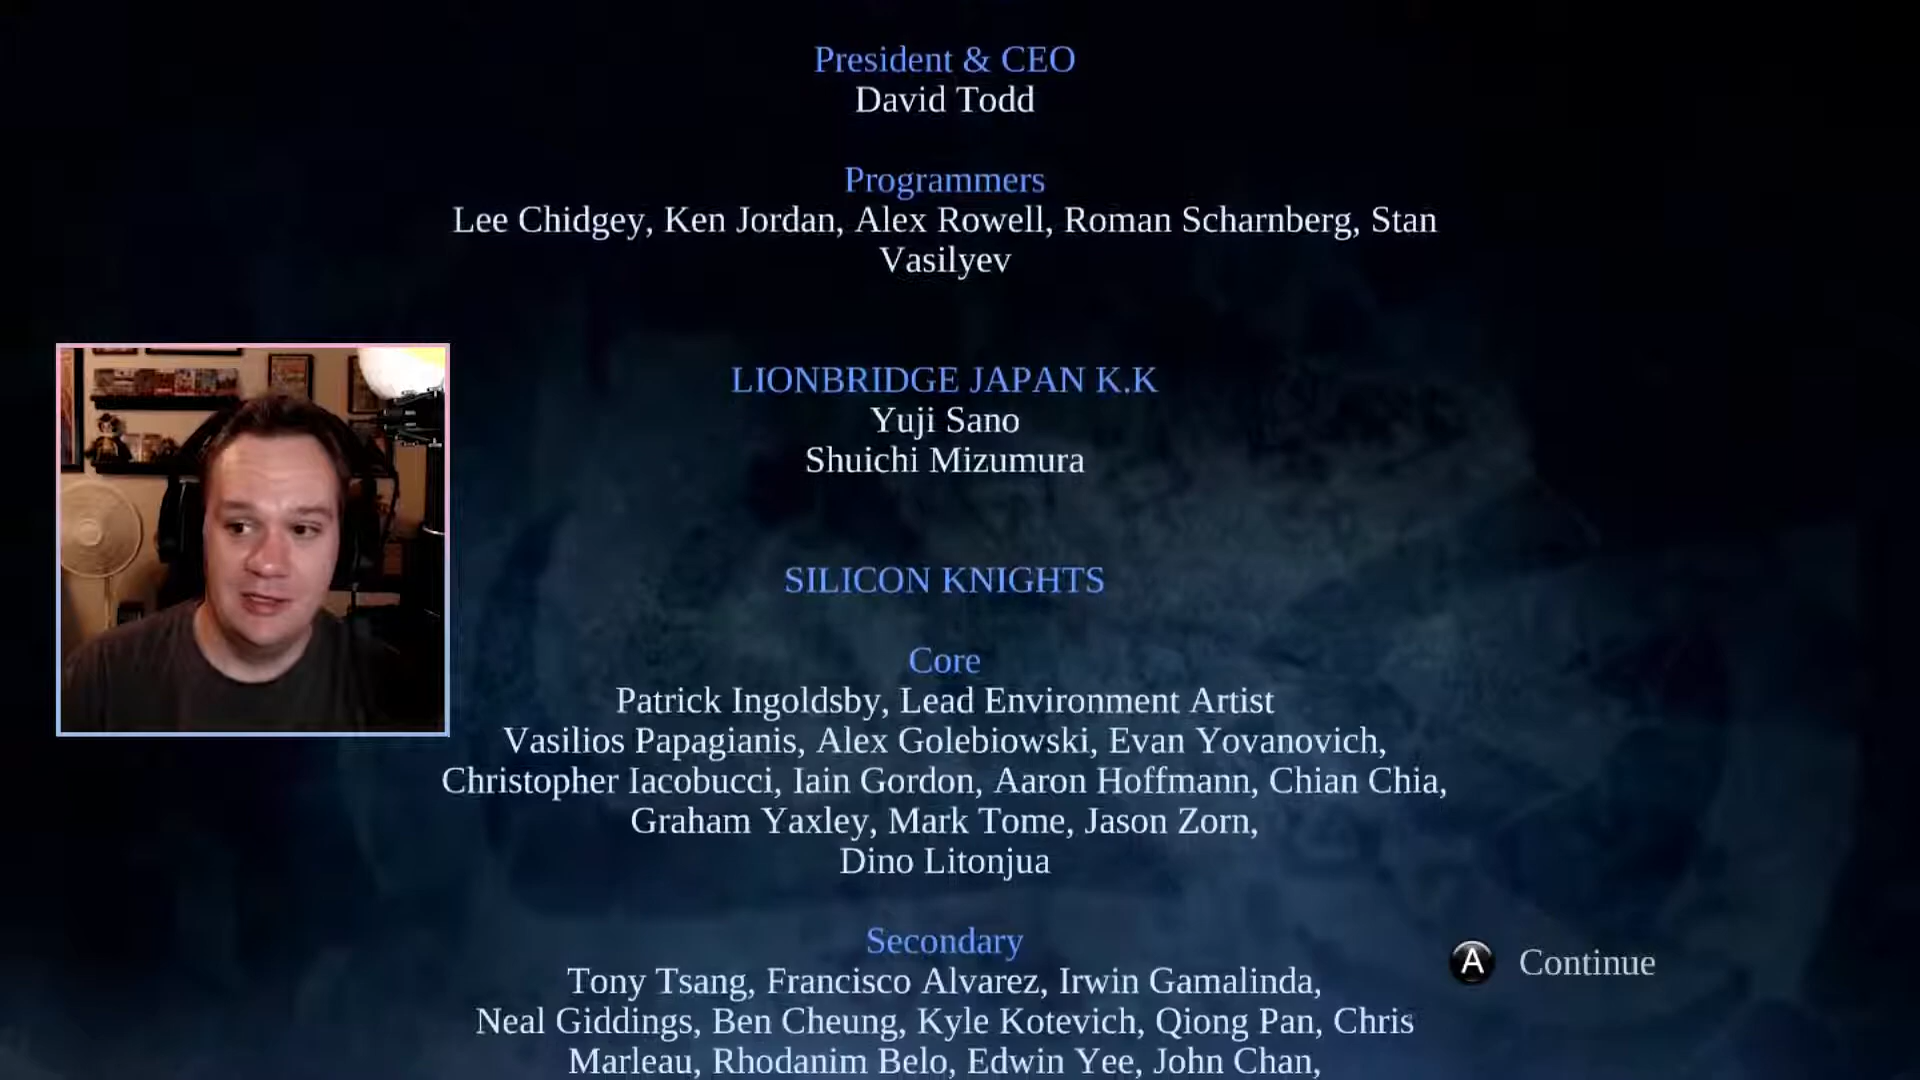 President & CEO
David Todd
Programmers
Lee Chidgey, Ken Jordan, Alex Rowell, Roman Scharnberg, Stan
Vasilyev
LIONBRIDGE JAPAN K.K
Yuji Sano
Shuichi Mizumura
SILICON KNIGHTS
Core
Patrick Ingoldsby, Lead Environment Artist
Vasilios Papagianis, Alex Golebiowski, Evan Yovanovich,
Christopher Iacobucci, Iain Gordon, Aaron Hoffmann, Chian Chia,
Graham Yaxley, Mark Tome, Jason Zorn,
Dino Litonjua
Secondary
Tony Tsang, Francisco Alvarez, Irwin Gamalinda,
Neal Giddings, Ben Cheung, Kyle Kotevich, Qiong Pan, Chris
Marleau, Rhodanim Belo, Edwin Yee, John Chan,
A Continue